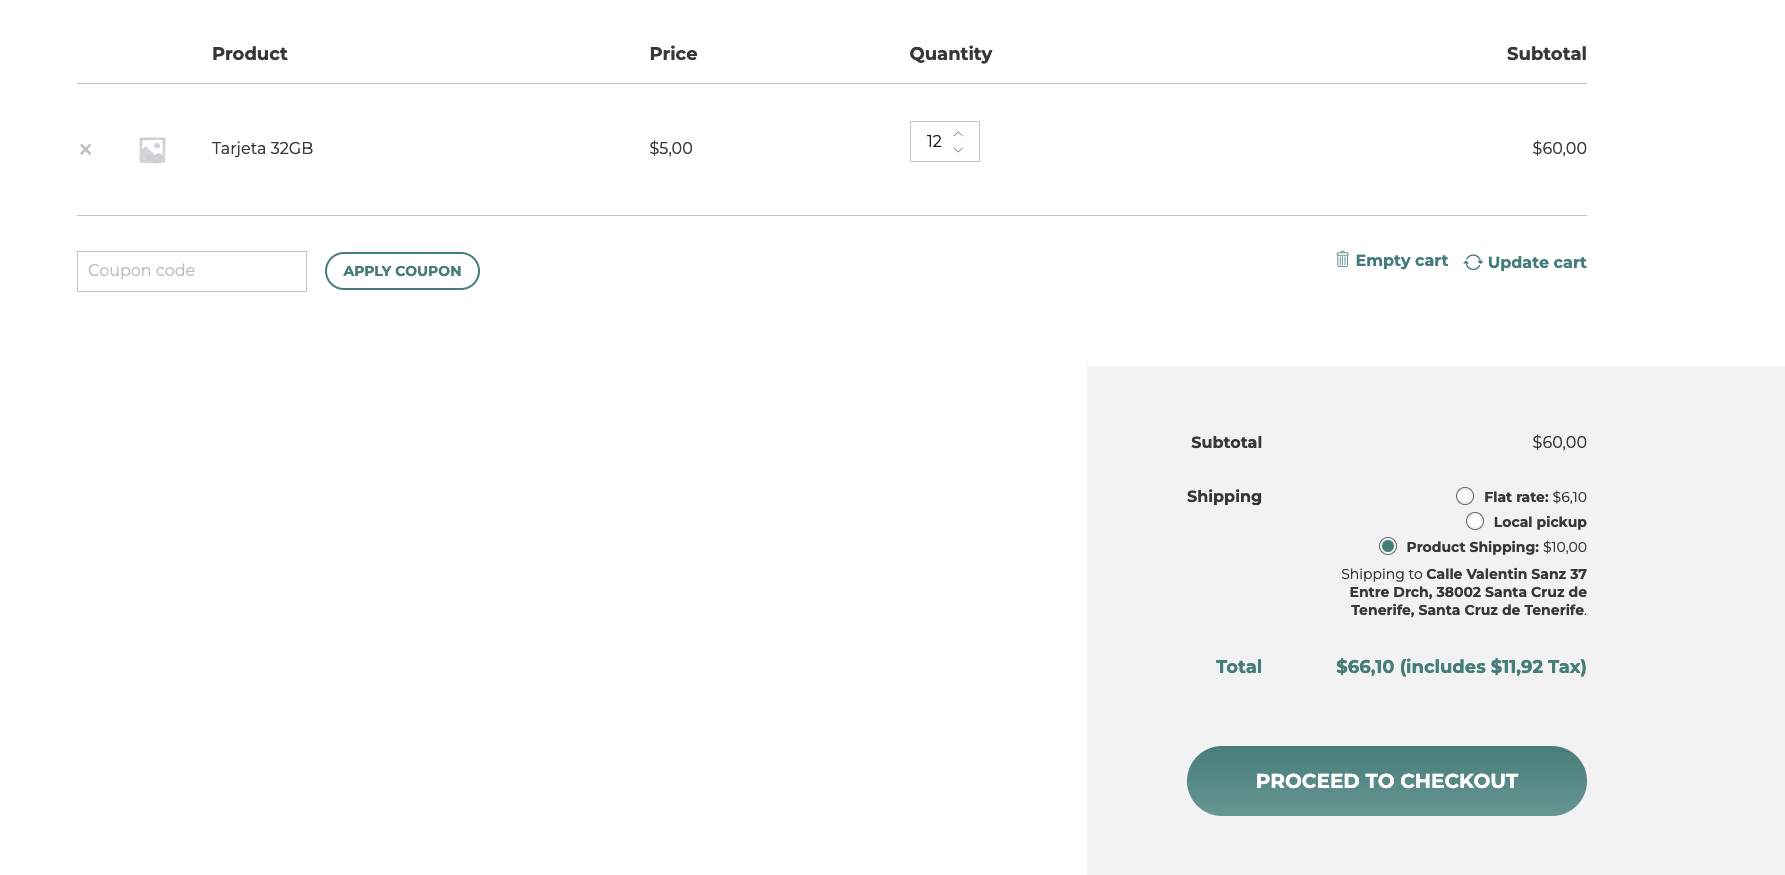 Product Price Quantity Subtotal
× Tarjeta 32GB $5,00 12 $60,00
Coupon code APPLY COUPON Empty cart Update cart
Subtotal $60,00
Shipping Flat rate: $6,10
Local pickup
Product Shipping: $10,00
Shipping to Calle Valentin Sanz 37
Entre Drch, 38002 Santa Cruz de
Tenerife, Santa Cruz de Tenerife.
Total $66,10 (includes $11,92 Tax)
PROCEED TO CHECKOUT